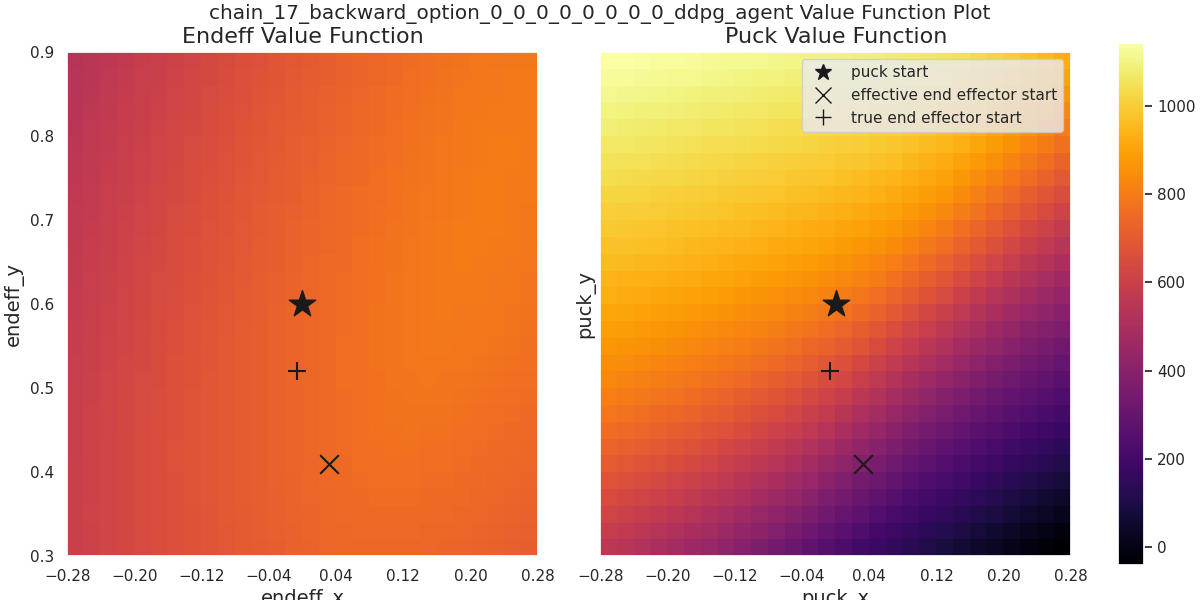 chain_17_backward_option_0_0_0_0_0_0_0_0_ddpg_agent Value Function Plot
Endeff Value Function
Puck Value Function
0.9
0.8
0.7
0.6
0.5
0.4
0.3
endeff_y
−0.28 −0.20 −0.12 −0.04 0.04 0.12 0.20 0.28
endeff_x
puck_y
puck start
effective end effector start
true end effector start
−0.28 −0.20 −0.12 −0.04 0.04 0.12 0.20 0.28
puck_x
1000
800
600
400
200
0